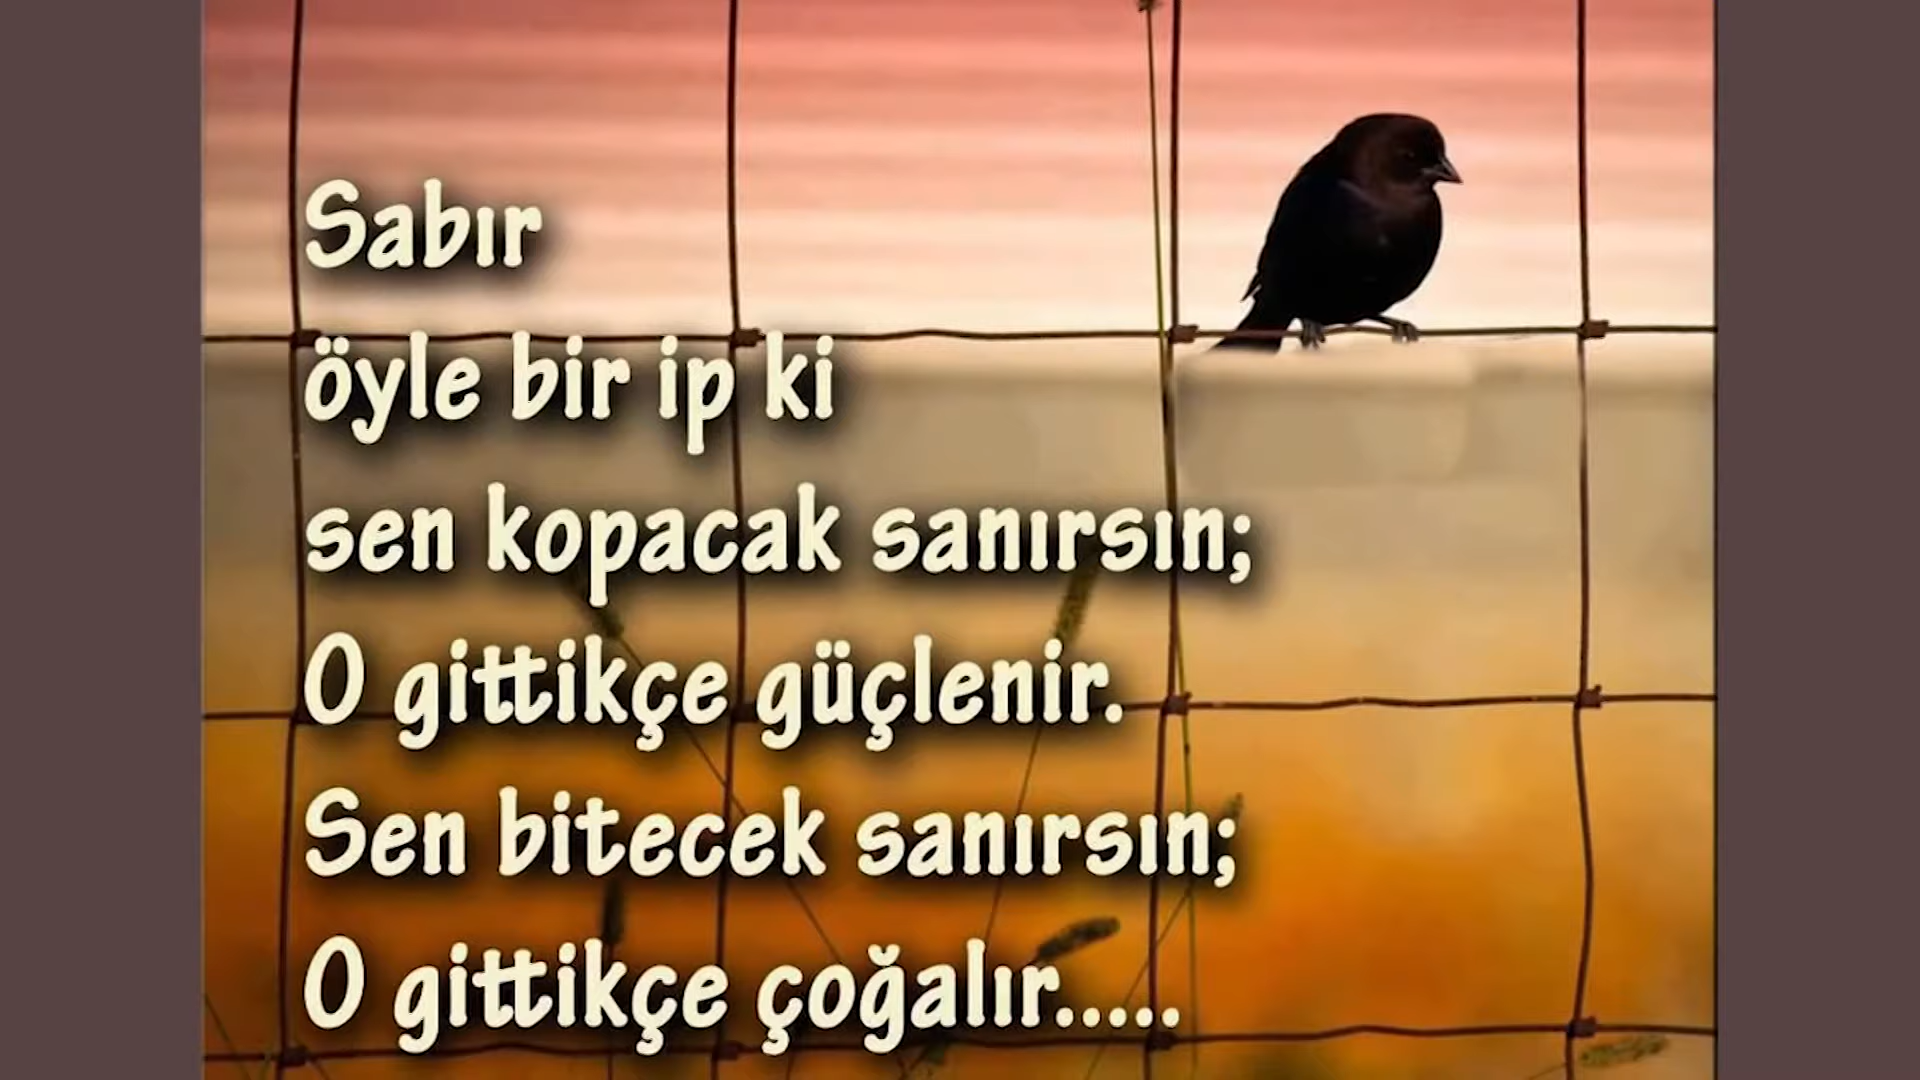 Sabır
öyle bir ip ki
sen kopacak sanırsın;
O gittikçe güçlenir.
Sen bitecek sanırsın;
O gittikçe çoğalır.....